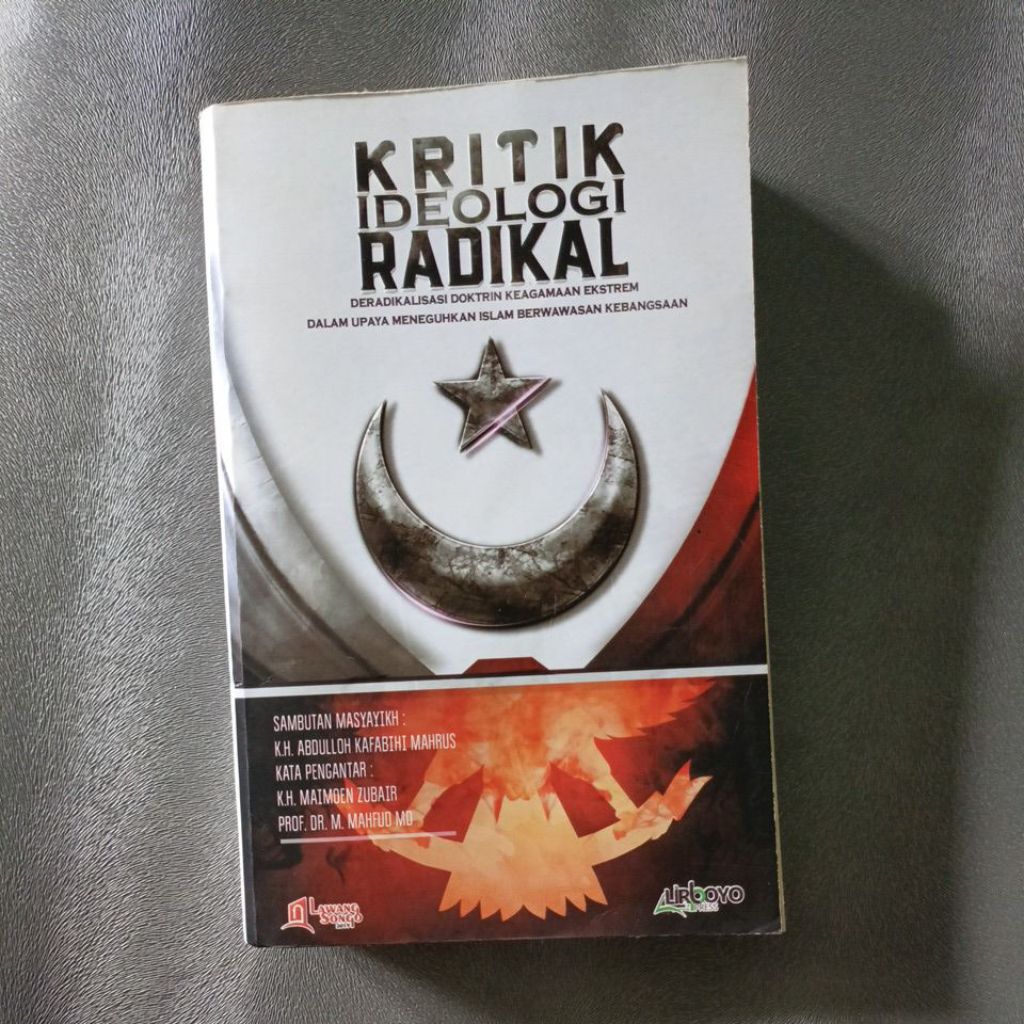 KRITIK
IDEOLOGI
RADIKAL
DERADIKALISASI DOKTRIN KEAGAMAAN EKSTREM
DALAM UPAYA MENEGUHKAN ISLAM BERWAWASAN KEBANGSAAN
SAMBUTAN MASYAYIKH :
K.H. ABDULLOH KAFABIHI MAHRUS
KATA PENGANTAR :
K.H. MAIMOEN ZUBAIR
PROF. DR. M. MAHFUD MD
LAWANG
SONGO
LIRBOYO
PRESS